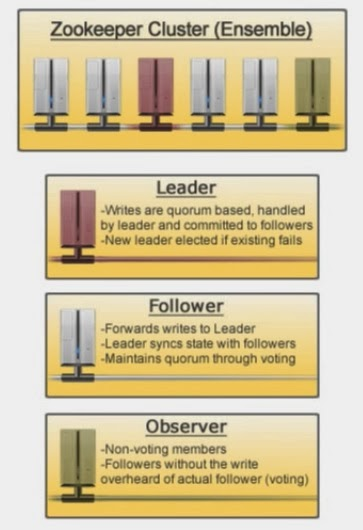 Zookeeper Cluster (Ensemble)
Leader
-Writes are quorum based, handled
by leader and committed to followers
-New leader elected if existing fails
Follower
-Forwards writes to Leader
-Leader syncs state with followers
-Maintains quorum through voting
Observer
-Non-voting members
-Followers without the write
overheard of actual follower (voting)